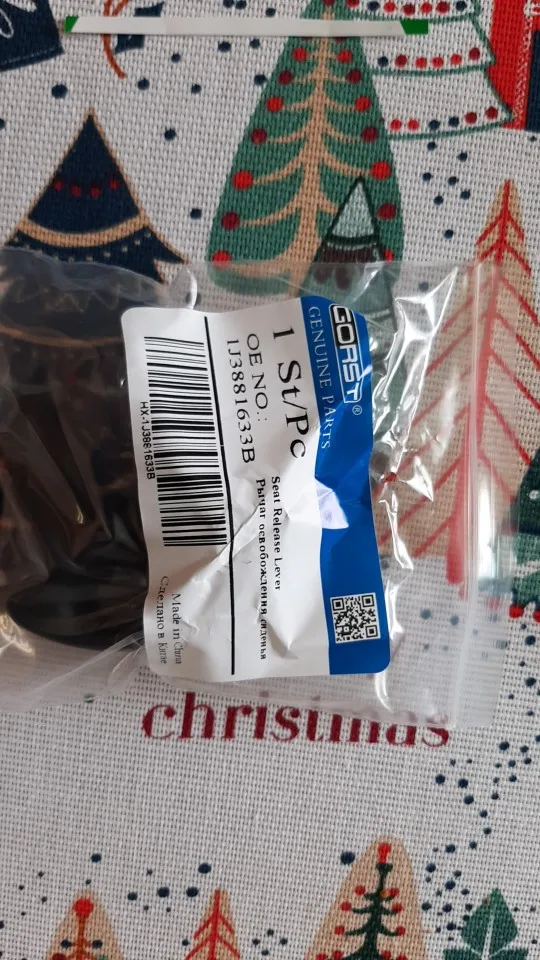 GORST®
GENUINE PARTS
1 St/Pc
OE NO.:
1J3881633B
Seat Release Lever
Рычаг освобождения сиденья
HX-1J3881633B
Made in China
Сделано в Китае
christmas